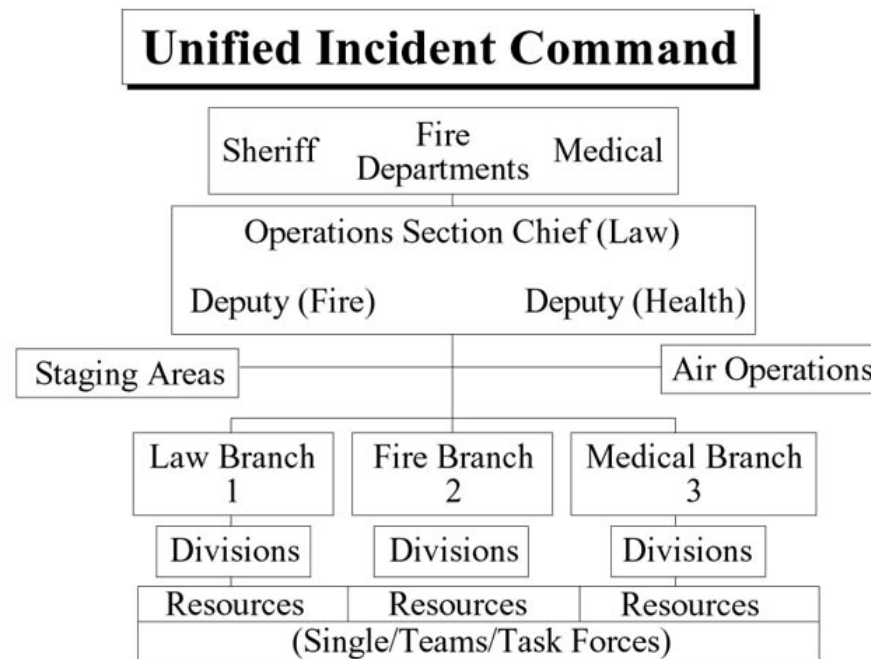 Unified Incident Command
Sheriff Fire Departments Medical
Operations Section Chief (Law)
Deputy (Fire) Deputy (Health)
Staging Areas Air Operations
Law Branch 1
Fire Branch 2
Medical Branch 3
Divisions Divisions Divisions
Resources Resources Resources
(Single/Teams/Task Forces)